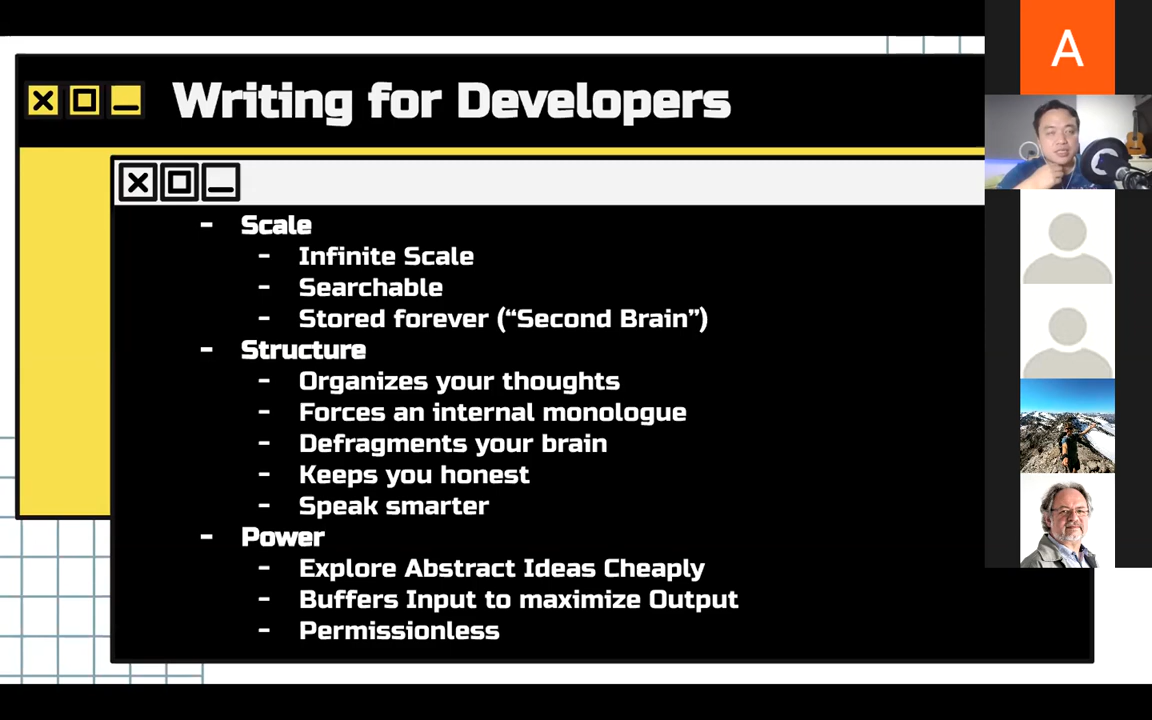 Writing for Developers
A
- Scale
- Infinite Scale
- Searchable
- Stored forever (“Second Brain”)
- Structure
- Organizes your thoughts
- Forces an internal monologue
- Defragments your brain
- Keeps you honest
- Speak smarter
- Power
- Explore Abstract Ideas Cheaply
- Buffers Input to maximize Output
- Permissionless